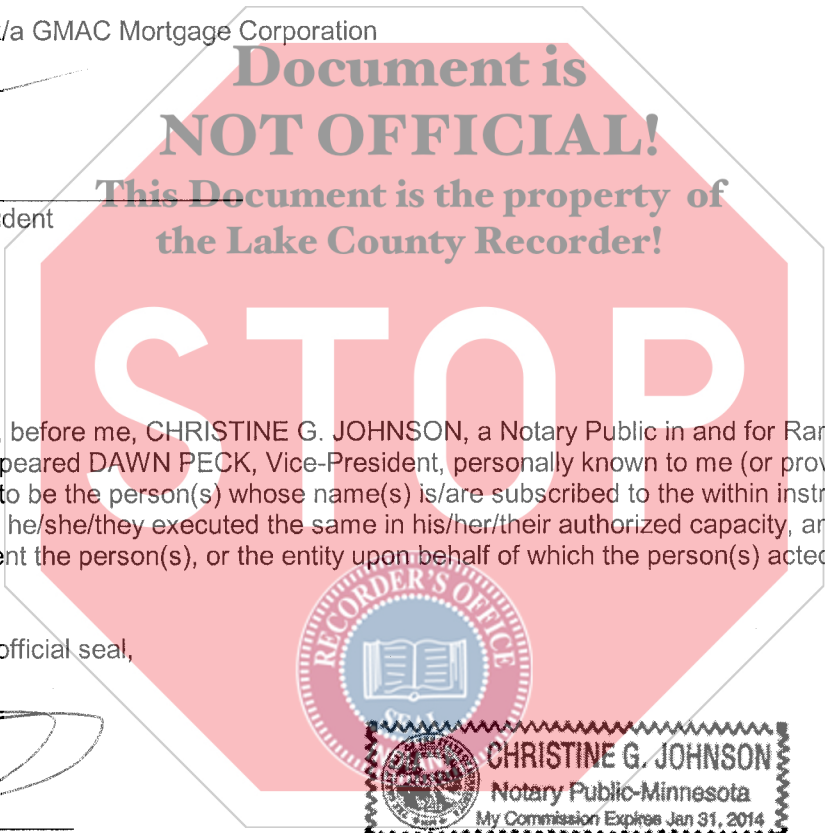 k/a GMAC Mortgage Corporation
Document is
NOT OFFICIAL!
This Document is the property of
dent
the Lake County Recorder!
STOP
, before me, CHRISTINE G. JOHNSON, a Notary Public in and for Ram
peared DAWN PECK, Vice-President, personally known to me (or prov
to be the person(s) whose name(s) is/are subscribed to the within instr
he/she/they executed the same in his/her/their authorized capacity, an
ent the person(s), or the entity upon behalf of which the person(s) acted
RECORDER'S OFFICE
official seal,
SEAL
CHRISTINE G. JOHNSON
Notary Public-Minnesota
My Commission Expires Jan 31, 2014